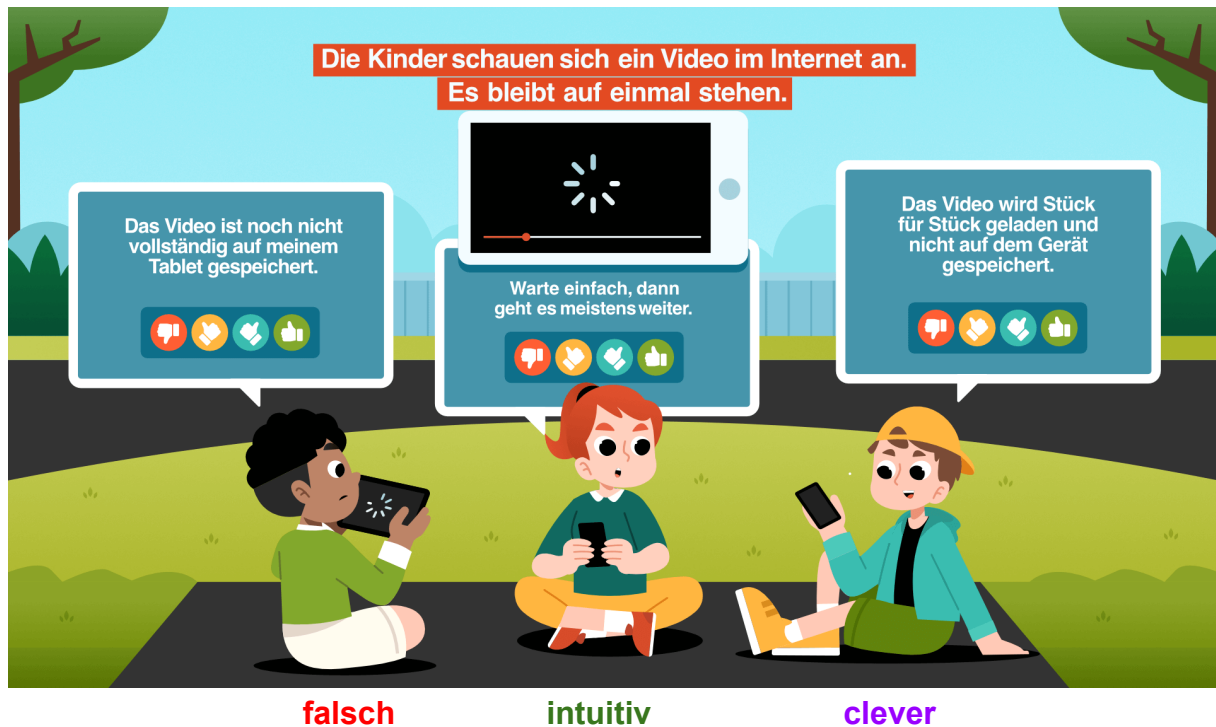 Die Kinder schauen sich ein Video im Internet an.
Es bleibt auf einmal stehen.
Das Video ist noch nicht
vollständig auf meinem
Tablet gespeichert.
Warte einfach, dann
geht es meistens weiter.
Das Video wird Stück
für Stück geladen und
nicht auf dem Gerät
gespeichert.
falsch
intuitiv
clever